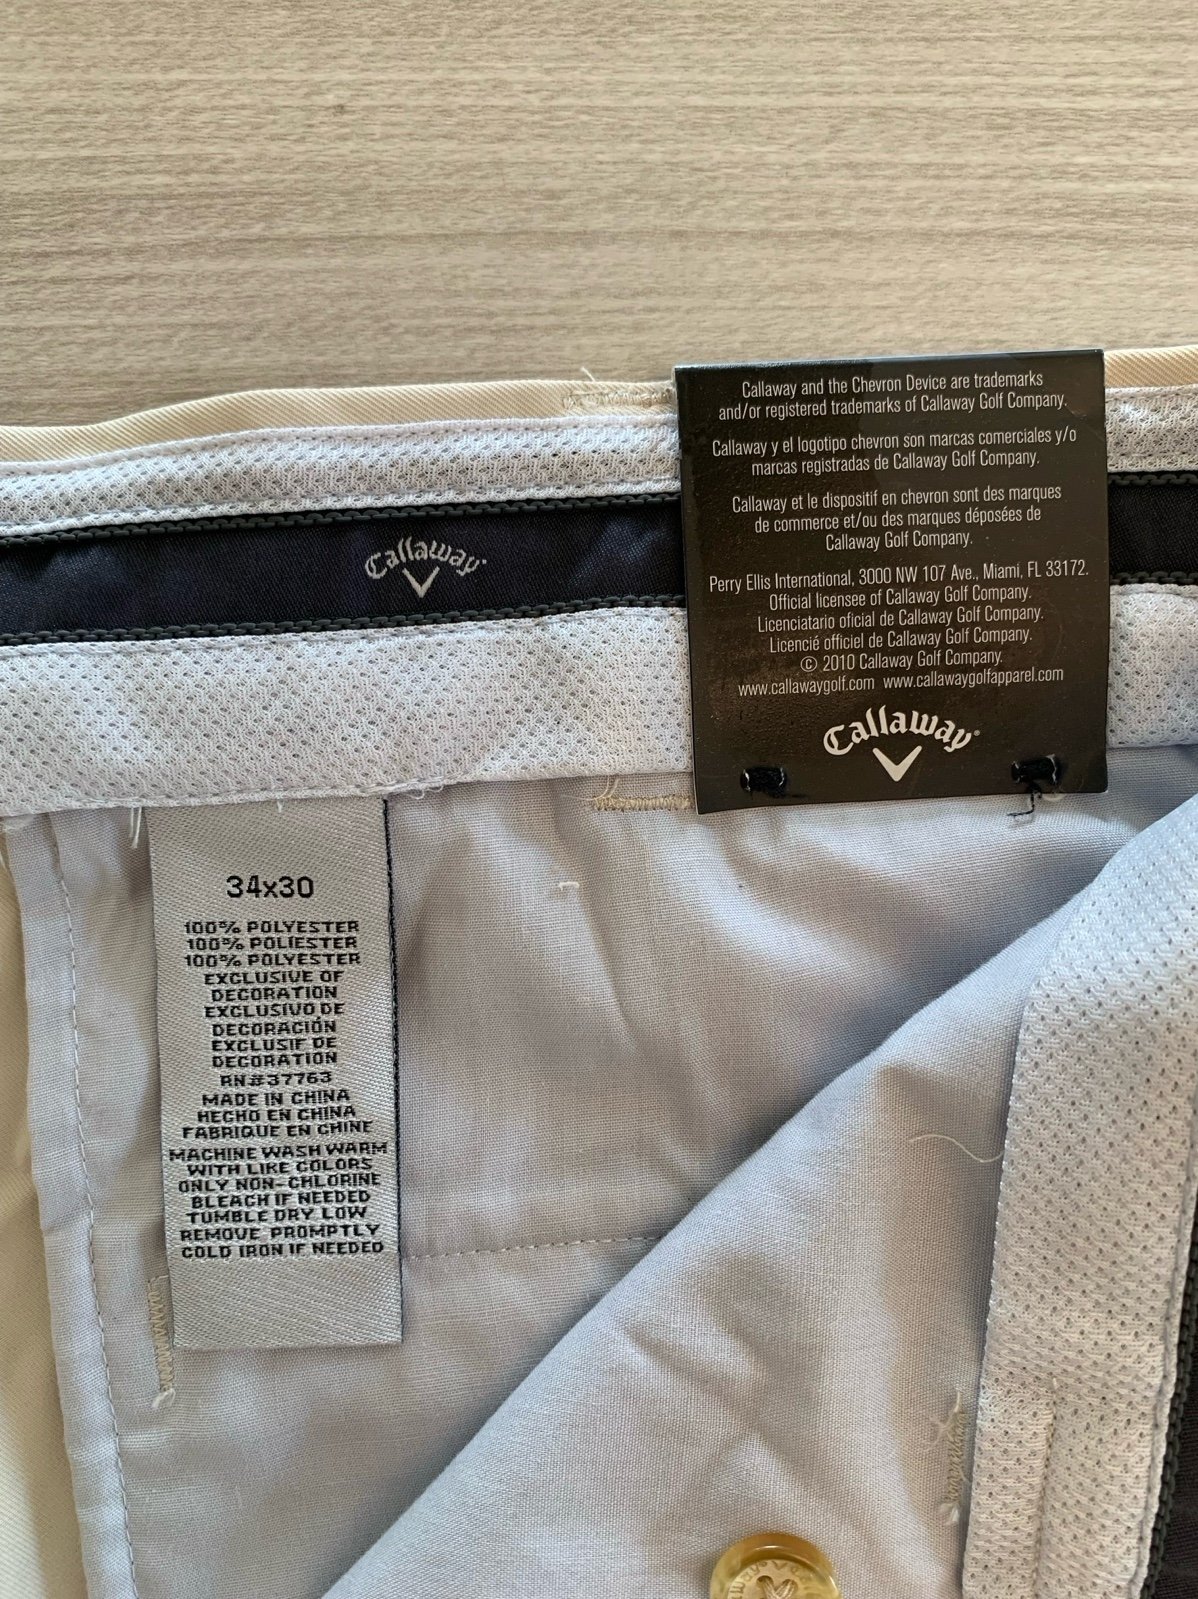 Callaway and the Chevron Device are trademarks
and/or registered trademarks of Callaway Golf Company.
Callaway y el logotipo chevron son marcas comerciales y/o
marcas registradas de Callaway Golf Company.
Callaway et le dispositif en chevron sont des marques
de commerce et/ou des marques déposées de
Callaway Golf Company.
Perry Ellis International, 3000 NW 107 Ave., Miami, FL 33172.
Official licensee of Callaway Golf Company.
Licenciatario oficial de Callaway Golf Company.
Licencié officiel de Callaway Golf Company.
© 2010 Callaway Golf Company.
www.callawaygolf.com www.callawaygolfapparel.com
Callaway®
Callaway®
34x30
100% POLYESTER
100% POLIESTER
100% POLYESTER
EXCLUSIVE OF
DECORATION
EXCLUSIVO DE
DECORACIÓN
EXCLUSIF DE
DECORATION
RN#37763
MADE IN CHINA
HECHO EN CHINA
FABRIQUE EN CHINE
MACHINE WASH WARM
WITH LIKE COLORS
ONLY NON-CHLORINE
BLEACH IF NEEDED
TUMBLE DRY LOW
REMOVE PROMPTLY
COLD IRON IF NEEDED